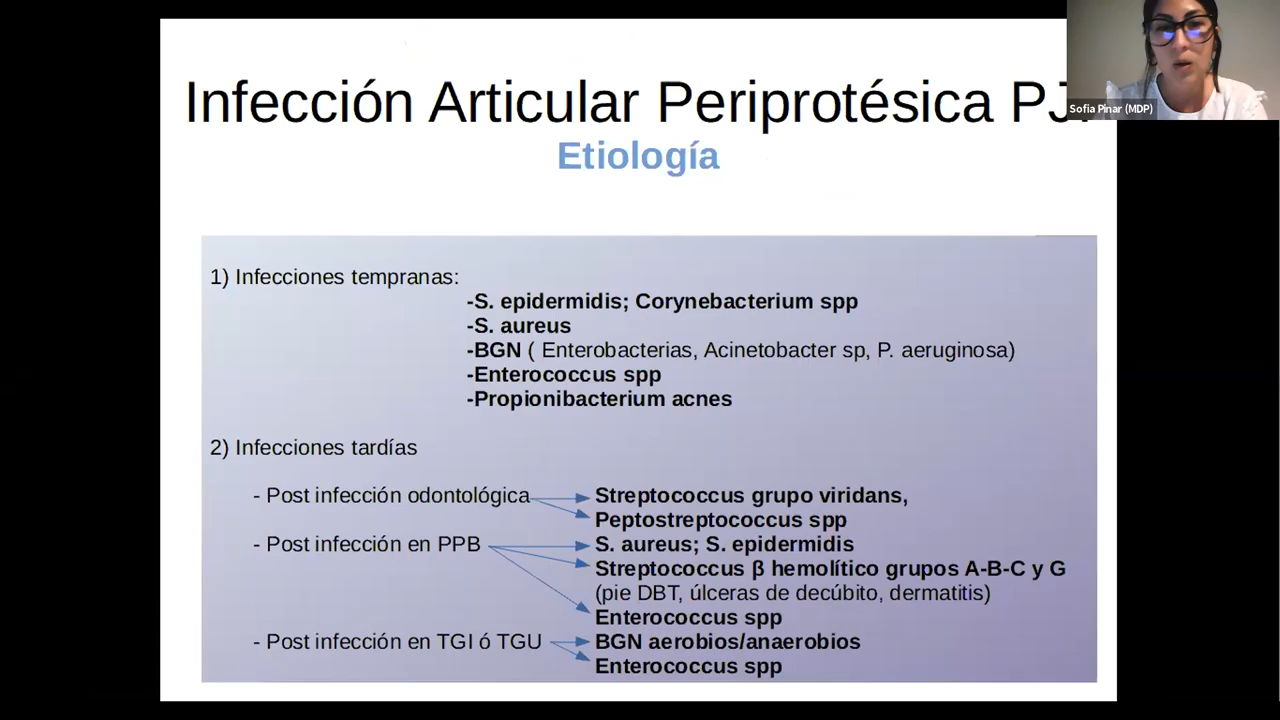 Infección Articular Periprotésica
Etiología
Sofia Pinar (MDP)
1) Infecciones tempranas:
-S. epidermidis; Corynebacterium spp
-S. aureus
-BGN ( Enterobacterias, Acinetobacter sp, P. aeruginosa)
-Enterococcus spp
-Propionibacterium acnes
2) Infecciones tardías
- Post infección odontológica
Streptococcus grupo viridans,
Peptostreptococcus spp
- Post infección en PPB
S. aureus; S. epidermidis
Streptococcus β hemolítico grupos A-B-C y G
(pie DBT, úlceras de decúbito, dermatitis)
Enterococcus spp
- Post infección en TGI ó TGU
BGN aerobios/anaerobios
Enterococcus spp